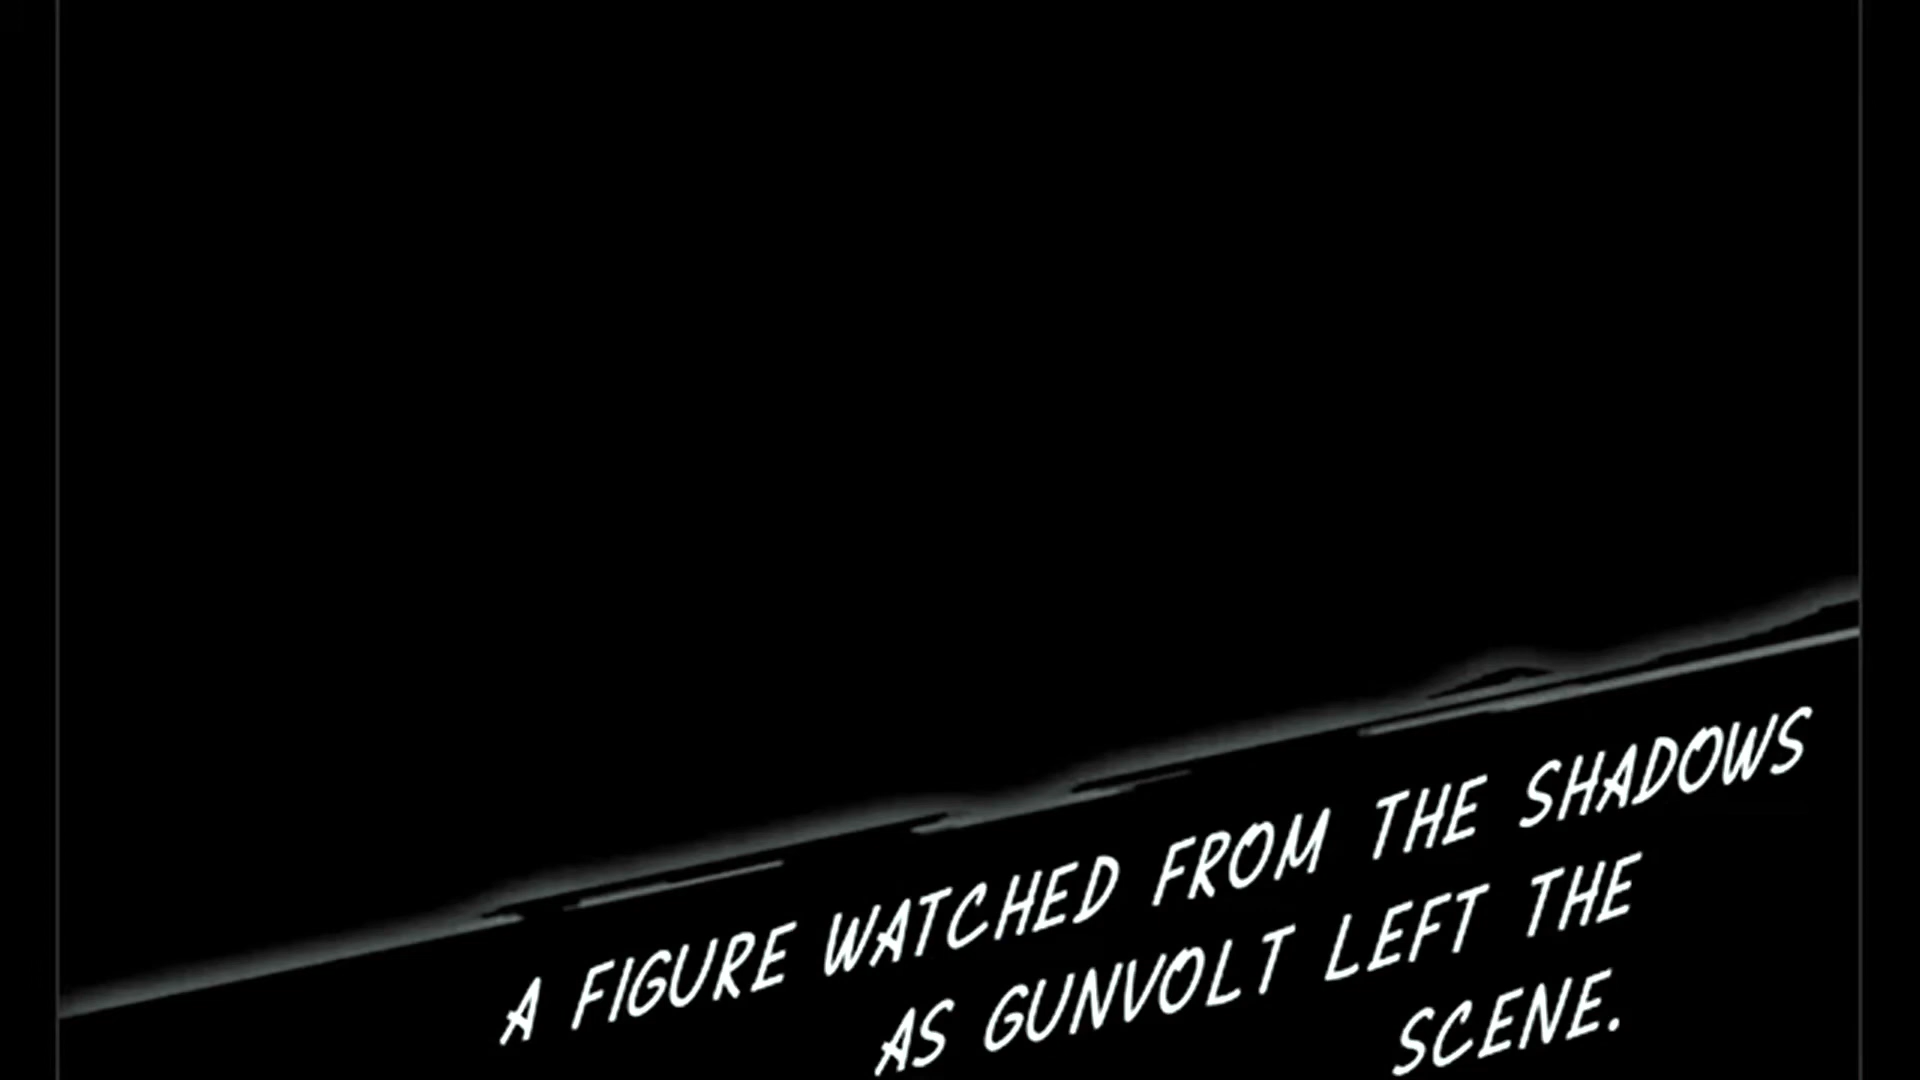 A FIGURE WATCHED FROM THE SHADOWS
AS GUNVOLT LEFT THE
SCENE.